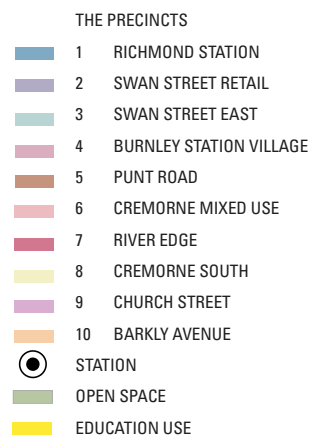 THE PRECINCTS
1 RICHMOND STATION
2 SWAN STREET RETAIL
3 SWAN STREET EAST
4 BURNLEY STATION VILLAGE
5 PUNT ROAD
6 CREMORNE MIXED USE
7 RIVER EDGE
8 CREMORNE SOUTH
9 CHURCH STREET
10 BARKLY AVENUE
STATION
OPEN SPACE
EDUCATION USE